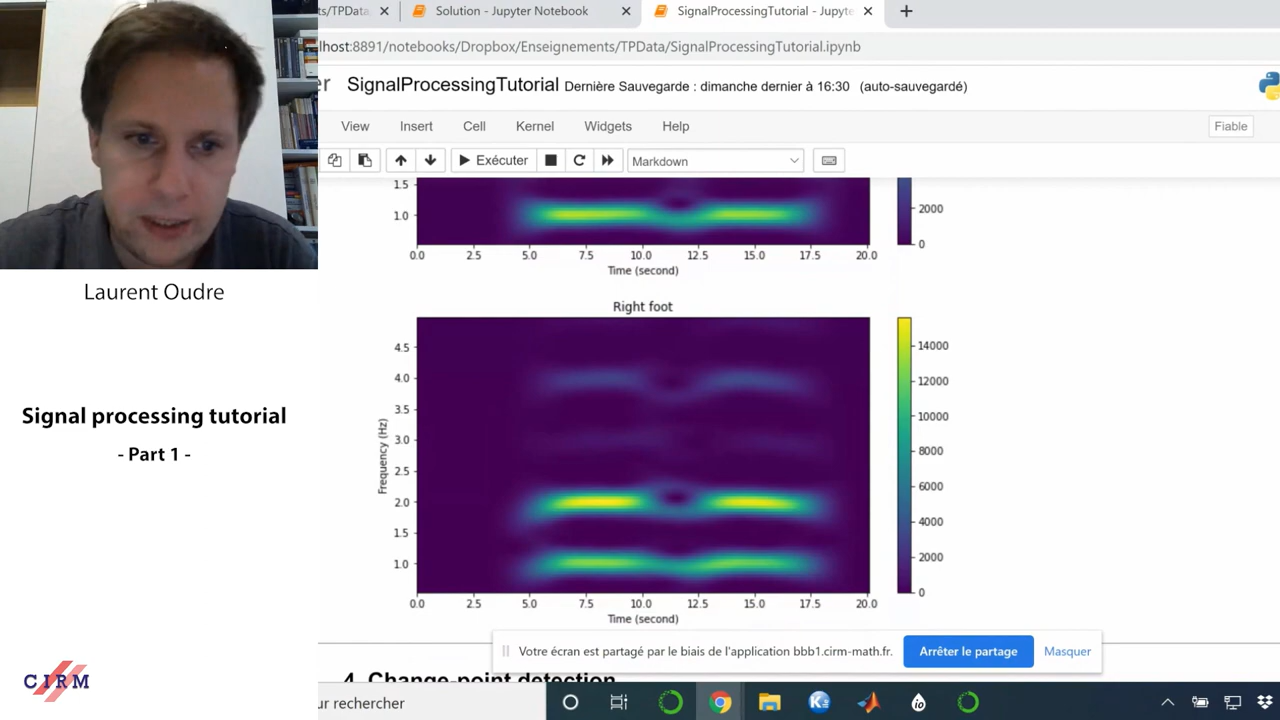 s/TPData,
Solution - Jupyter Notebook
SignalProcessingTutorial - Jupyte
lhost:8891/notebooks/Dropbox/Enseignements/TPData/SignalProcessingTutorial.ipynb
er SignalProcessingTutorial Dernière Sauvegarde : dimanche dernier à 16:30 (auto-sauvegardé)
View Insert Cell Kernel Widgets Help Fiable
Exécuter Markdown
1.5
1.0
2000
0
0.0 2.5 5.0 7.5 10.0 12.5 15.0 17.5 20.0
Time (second)
Laurent Oudre
Signal processing tutorial
- Part 1 -
CIRM
Right foot
Frequency (Hz)
4.5
4.0
3.5
3.0
2.5
2.0
1.5
1.0
14000
12000
10000
8000
6000
4000
2000
0
0.0 2.5 5.0 7.5 10.0 12.5 15.0 17.5 20.0
Time (second)
Votre écran est partagé par le biais de l'application bbb1.cirm-math.fr. Arrêter le partage Masquer
4. Change-point detection
ur rechercher